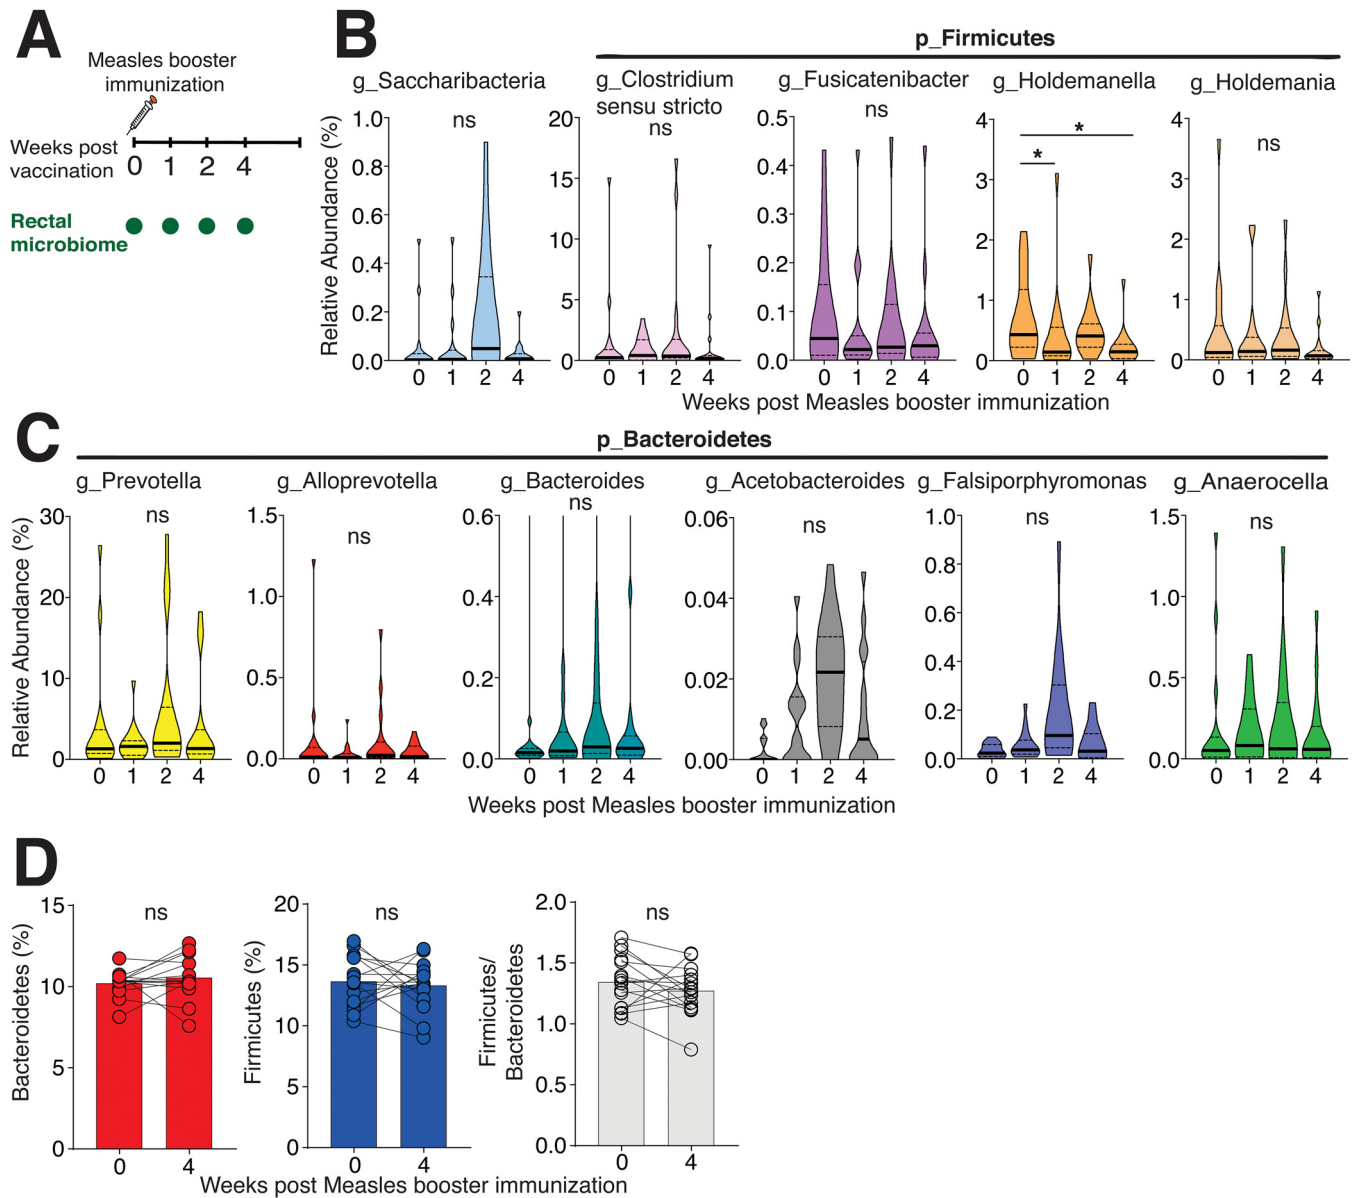 A
Measles booster
immunization
Weeks post
vaccination
0 1 2 4
Rectal
microbiome
B
p_Firmicutes
g_Saccharibacteria
g_Clostridium
sensu stricto
g_Fusicatenibacter
g_Holdemanella
g_Holdemania
Relative Abundance (%)
ns
1.0
0.8
0.6
0.4
0.2
0.0
0 1 2 4
ns
20
15
10
5
0
0 1 2 4
ns
0.5
0.4
0.3
0.2
0.1
0.0
0 1 2 4
*
*
4
3
2
1
0
0 1 2 4
ns
4
3
2
1
0
0 1 2 4
Weeks post Measles booster immunization
C
p_Bacteroidetes
g_Prevotella
g_Alloprevotella
g_Bacteroides
g_Acetobacteroides
g_Falsiporphyromonas
g_Anaerocella
Relative Abundance (%)
ns
30
20
10
0
0 1 2 4
ns
1.5
1.0
0.5
0.0
0 1 2 4
ns
0.6
0.4
0.2
0.0
0 1 2 4
ns
0.06
0.04
0.02
0.00
0 1 2 4
ns
1.0
0.8
0.6
0.4
0.2
0.0
0 1 2 4
ns
1.5
1.0
0.5
0.0
0 1 2 4
Weeks post Measles booster immunization
D
Bacteroidetes (%)
ns
15
10
5
0
0 4
Firmicutes (%)
ns
20
15
10
5
0
0 4
Firmicutes/
Bacteroidetes
ns
2.0
1.5
1.0
0.5
0.0
0 4
Weeks post Measles booster immunization